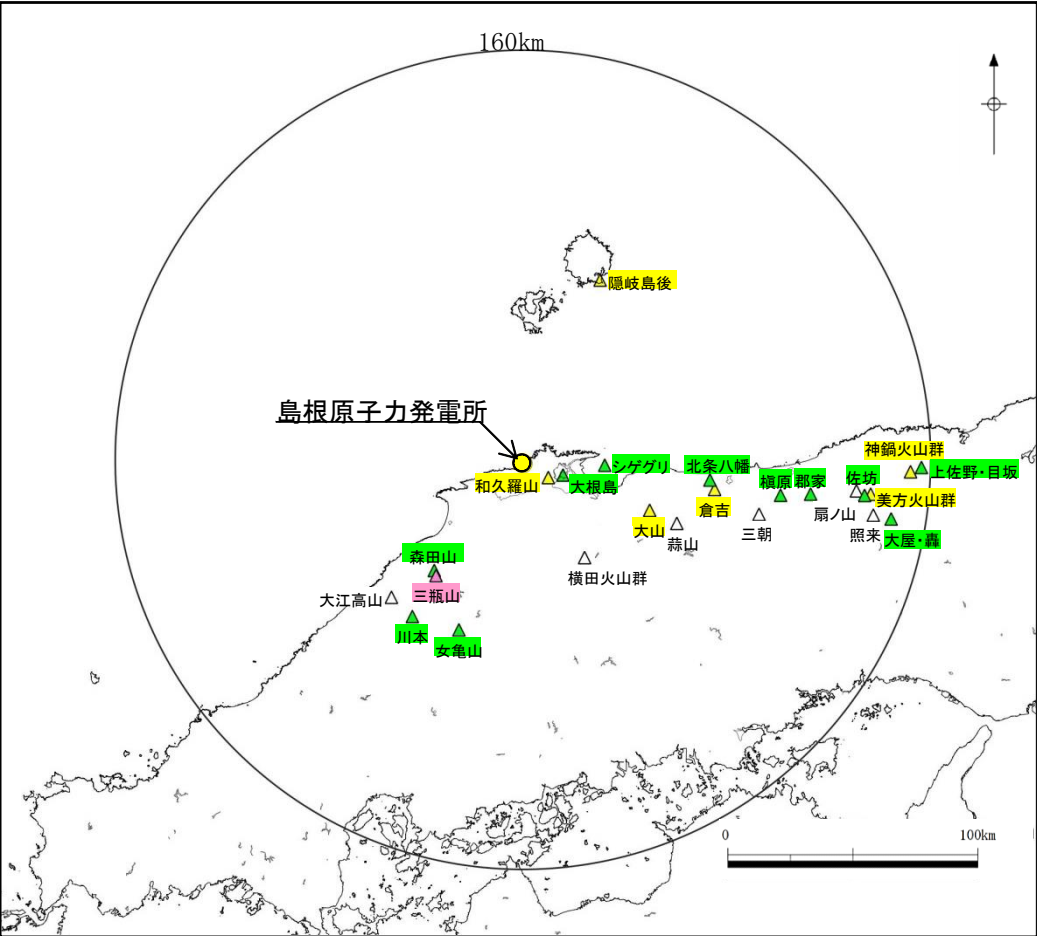 160km
隠岐島後
島根原子力発電所
神鍋火山群
シゲグリ
北条八幡
上佐野・目坂
和久羅山
大根島
槇原
郡家
佐坊
美方火山群
倉吉
扇ノ山
大山
蒜山
三朝
照来
大屋・轟
森田山
横田火山群
三瓶山
大江高山
川本
女亀山
0
100km